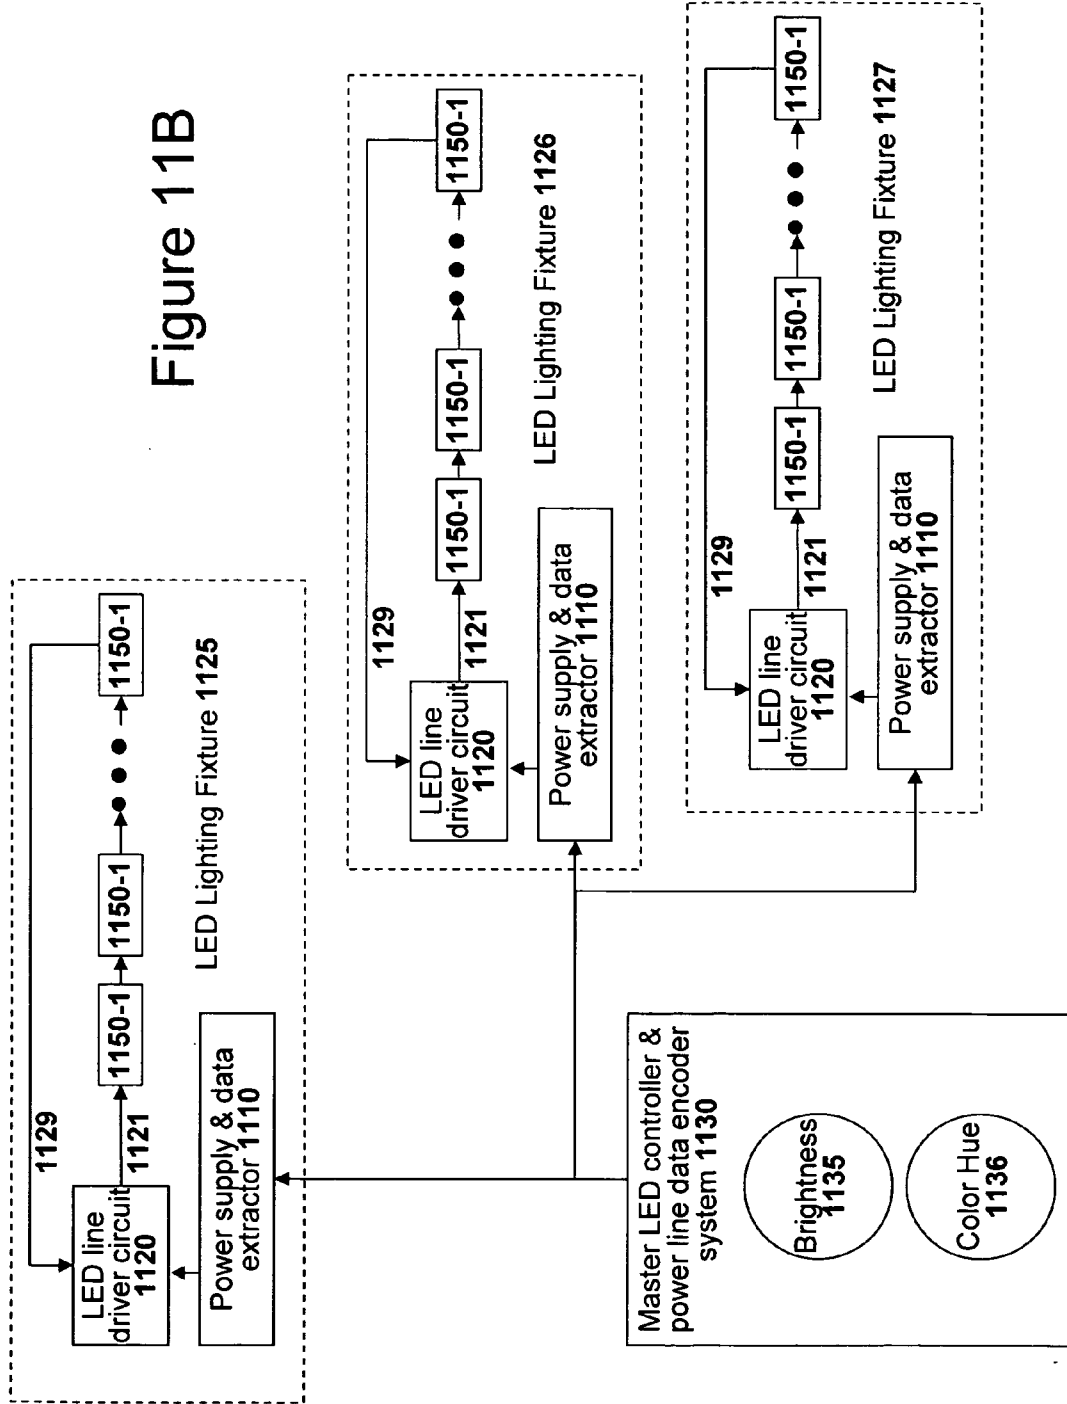 Figure 11B
1129
LED line
driver circuit
1120
1121
1150-1
1150-1
1150-1
Power supply & data
extractor 1110
LED Lighting Fixture 1125
1129
LED line
driver circuit
1120
1121
1150-1
1150-1
1150-1
Power supply & data
extractor 1110
LED Lighting Fixture 1126
1129
LED line
driver circuit
1120
1121
1150-1
1150-1
1150-1
Power supply & data
extractor 1110
LED Lighting Fixture 1127
Master LED controller &
power line data encoder
system 1130
Brightness
1135
Color Hue
1136